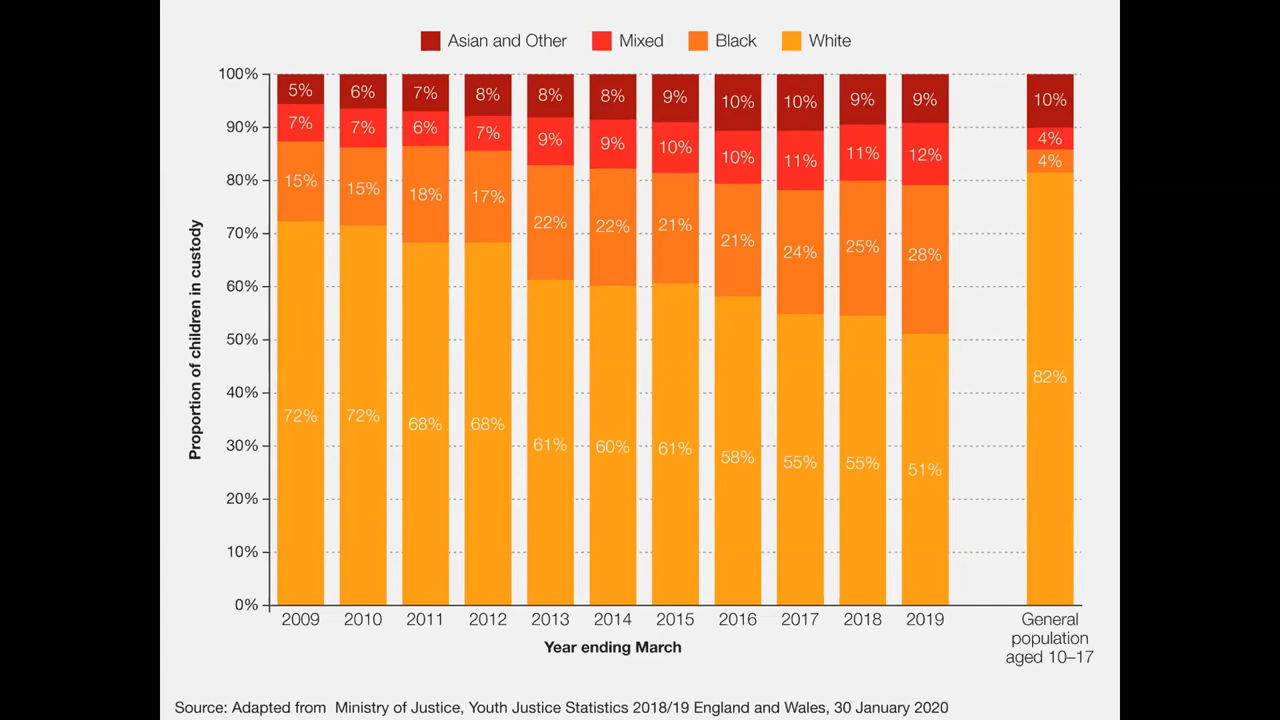 Asian and Other Mixed Black White
100%
90%
80%
70%
60%
50%
40%
30%
20%
10%
0%
Proportion of children in custody
5% 6% 7% 8% 8% 8% 9% 10% 10% 9% 9% 10%
7% 7% 6% 7% 9% 9% 10% 10% 11% 11% 12% 4%
15% 15% 18% 17% 22% 22% 21% 21% 24% 25% 28% 4%
72% 72% 68% 68% 61% 60% 61% 58% 55% 55% 51% 82%
2009 2010 2011 2012 2013 2014 2015 2016 2017 2018 2019 General
population
aged 10–17
Year ending March
Source: Adapted from Ministry of Justice, Youth Justice Statistics 2018/19 England and Wales, 30 January 2020